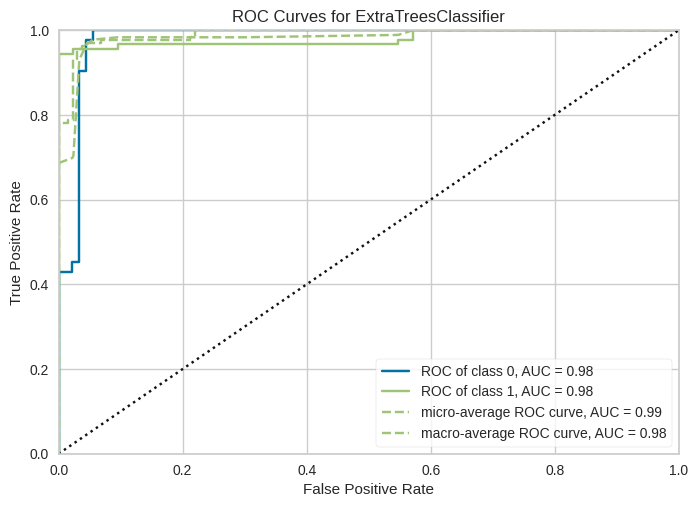 ROC Curves for ExtraTreesClassifier
1.0
0.8
0.6
0.4
0.2
0.0
True Positive Rate
0.0
0.2
0.4
0.6
0.8
1.0
False Positive Rate
ROC of class 0, AUC = 0.98
ROC of class 1, AUC = 0.98
micro-average ROC curve, AUC = 0.99
macro-average ROC curve, AUC = 0.98